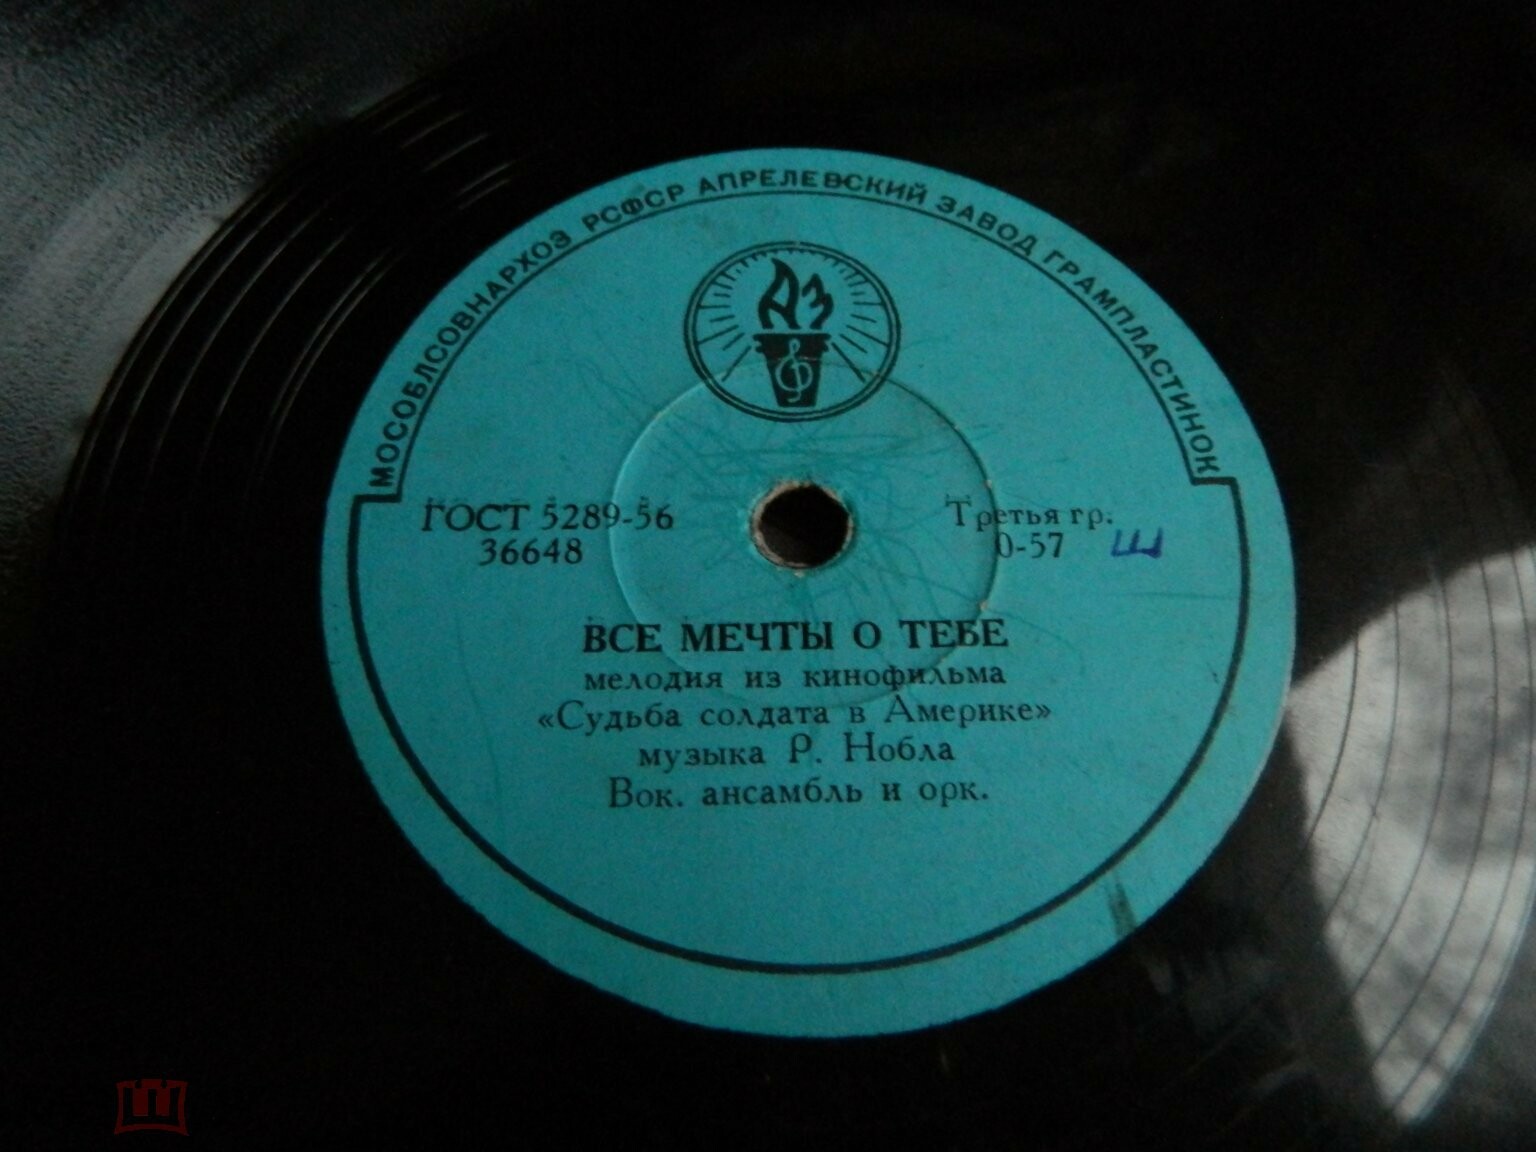 МОСОБЛСОВНАРХОЗ РСФСР АПРЕЛЕВСКИЙ ЗАВОД ГРАМПЛАСТИНОК
АЗ
ГОСТ 5289-56
36648
Третья гр.
0-57
Ш
ВСЕ МЕЧТЫ О ТЕБЕ
мелодия из кинофильма
«Судьба солдата в Америке»
музыка Р. Нобла
Вок. ансамбль и орк.